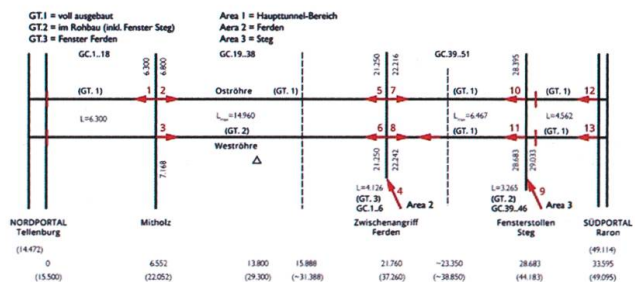 GT.1 = voll ausgebaut
GT.2 = im Rohbau (inkl. Fenster Steg)
GT.3 = Fenster Ferden
Area 1 = Haupttunnel-Bereich
Aera 2 = Ferden
Area 3 = Steg
GC.1..18 6.300 6.800 GC.19..38 21.250 22.216 GC.39..51 28.395
(GT. 1) 1 2 Oströhre (GT. 1) 5 7 (GT. 1) 10 (GT. 1) 12
L=6.300 Lmax=14.960 Lmax=6.467 L=4.562
3 (GT. 2) 6 8 (GT. 1) 11 (GT. 1) 13
Weströhre
7.168 21.250 22.242 28.683 29.033
L=4.126 4 L=3.265 9
(GT. 3) Area 2 (GT. 2) Area 3
GC.1..6 GC.39..46
NORDPORTAL Mitholz Zwischenangriff Fensterstollen SÜDPORTAL
Tellenburg Ferden Steg Raron
(14.472) (49.114)
0 6.552 13.800 15.888 21.760 ~23.350 28.683 33.595
(15.500) (22.052) (29.300) (~31.388) (37.260) (~38.850) (44.183) (49.095)